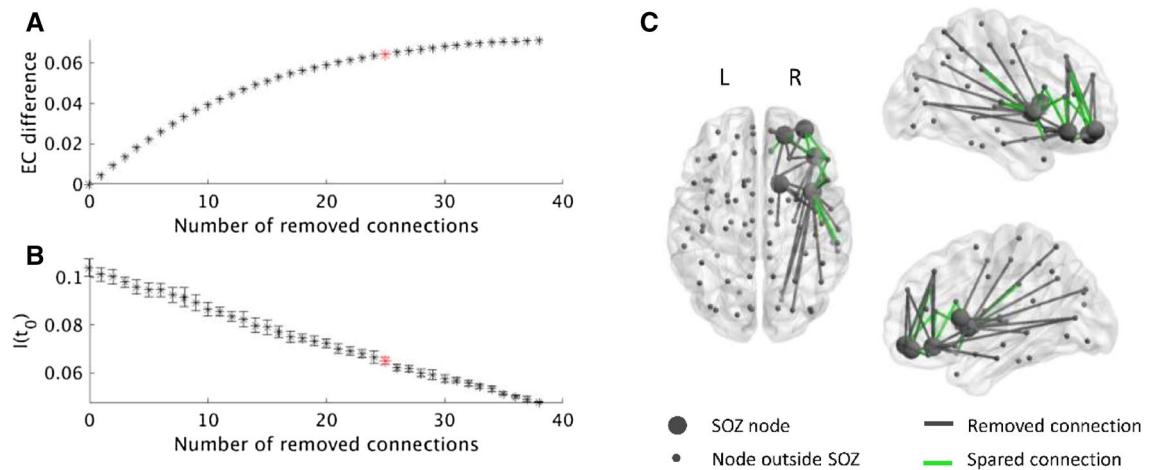 A
EC difference
0.06
0.04
0.02
0
0 10 20 30 40
Number of removed connections
B
I(t0)
0.1
0.08
0.06
0 10 20 30 40
Number of removed connections
C
L R
SOZ node
Node outside SOZ
Removed connection
Spared connection